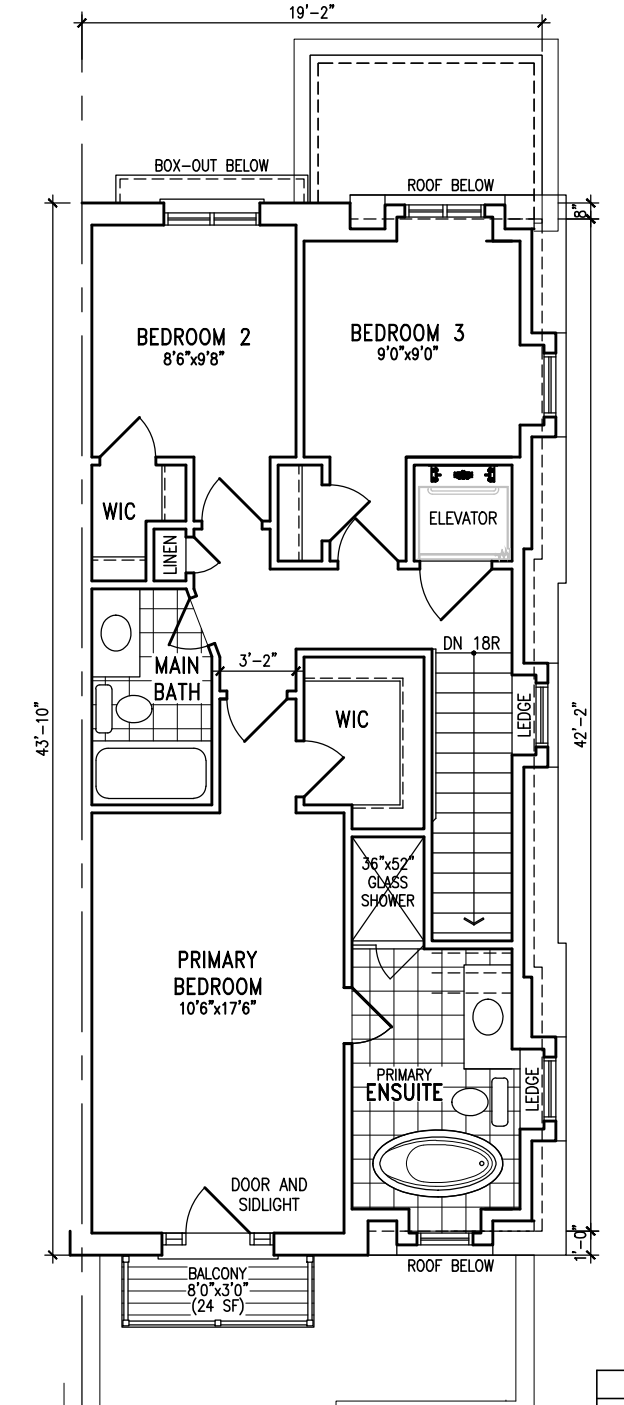 19'-2"
BOX-OUT BELOW
ROOF BELOW
8"
BEDROOM 2
8'6"x9'8"
BEDROOM 3
9'0"x9'0"
WIC
LINEN
ELEVATOR
DN 18R
3'-2"
MAIN
BATH
WIC
LEDGE
43'-10"
42'-2"
36"x52"
GLASS
SHOWER
PRIMARY
BEDROOM
10'6"x17'6"
PRIMARY
ENSUITE
LEDGE
DOOR AND
SIDLIGHT
1'-0"
ROOF BELOW
BALCONY
8'0"x3'0"
(24 SF)